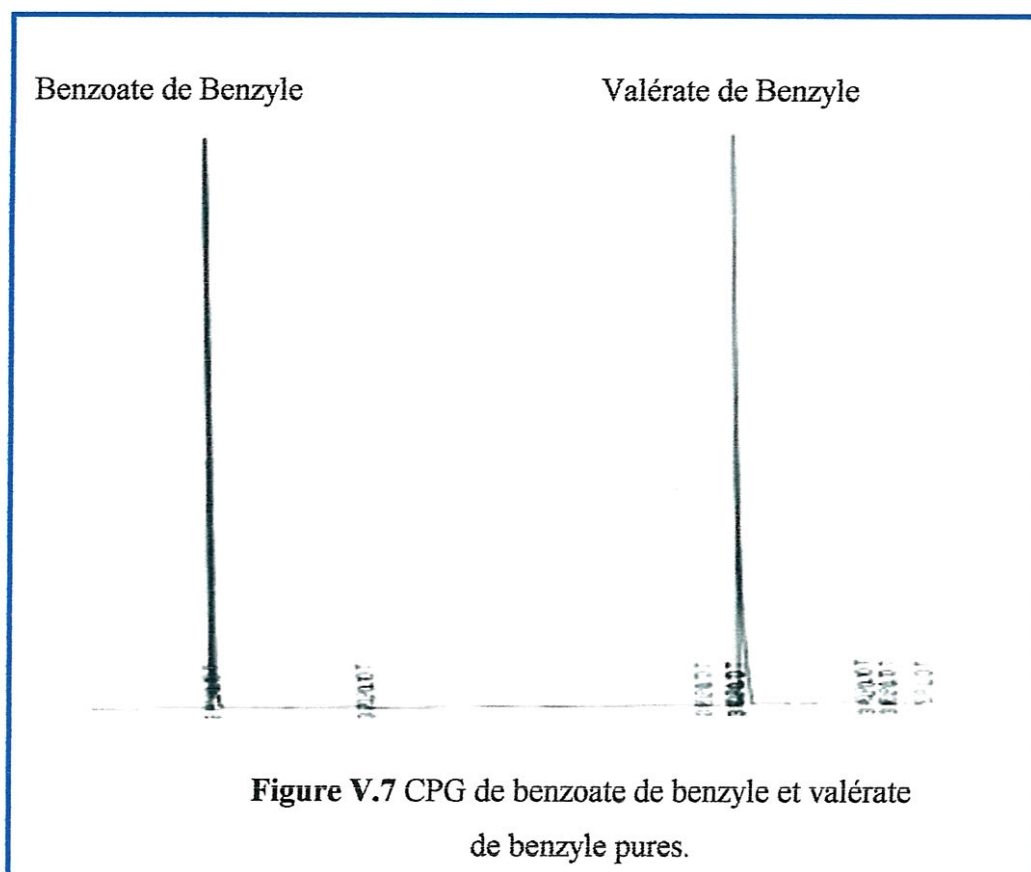 Benzoate de Benzyle
Valérate de Benzyle
Figure V.7 CPG de benzoate de benzyle et valérate
de benzyle pures.